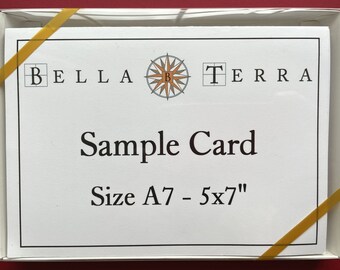 BELLA B TERRA
Sample Card
Size A7 - 5x7"